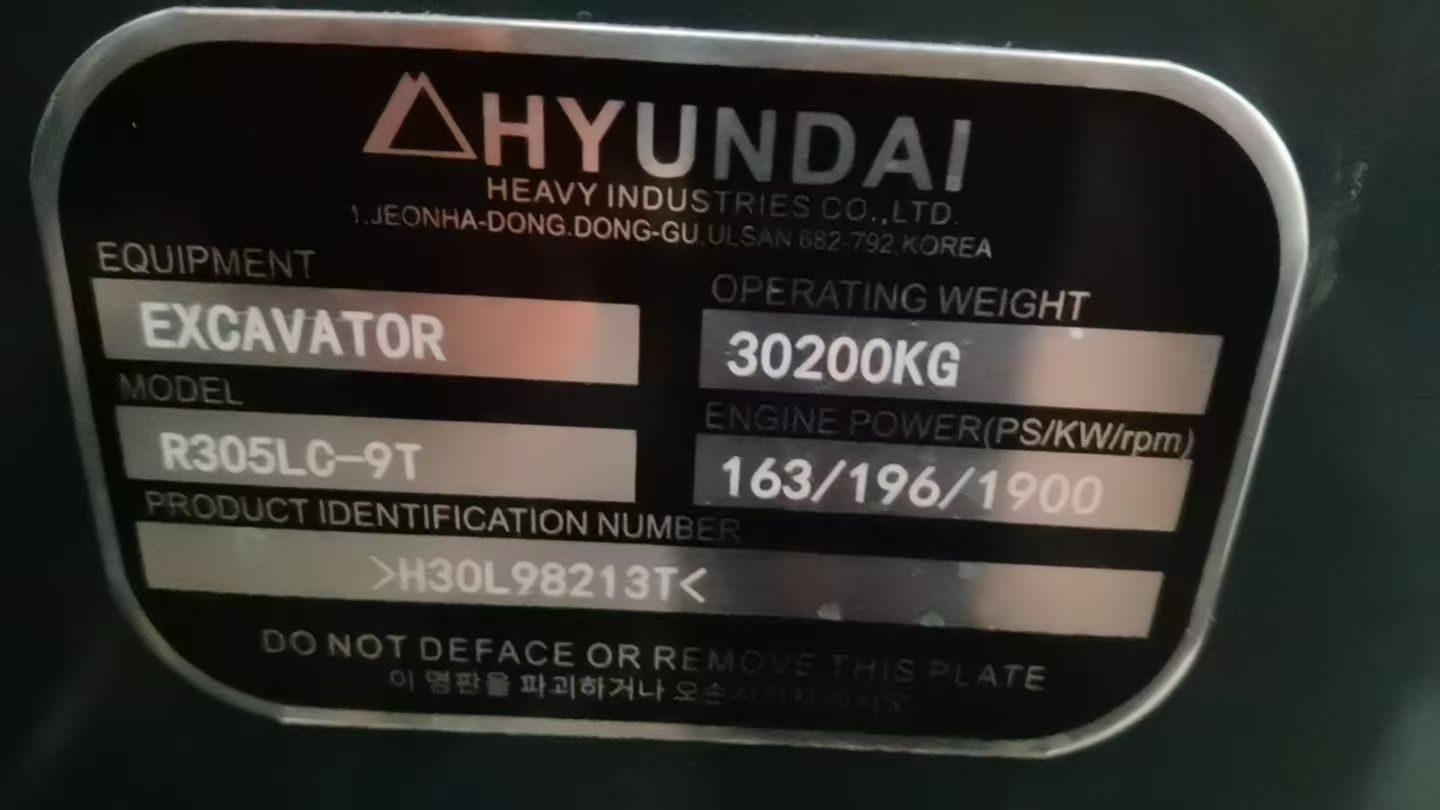 HYUNDAI
HEAVY INDUSTRIES CO.,LTD.
1.JEONHA-DONG.DONG-GU,ULSAN 682-792,KOREA
EQUIPMENT
EXCAVATOR
OPERATING WEIGHT
30200KG
MODEL
R305LC-9T
ENGINE POWER(PS/KW/rpm)
163/196/1900
PRODUCT IDENTIFICATION NUMBER
>H30L98213T<
DO NOT DEFACE OR REMOVE THIS PLATE
이 명판을 파괴하거나 오손